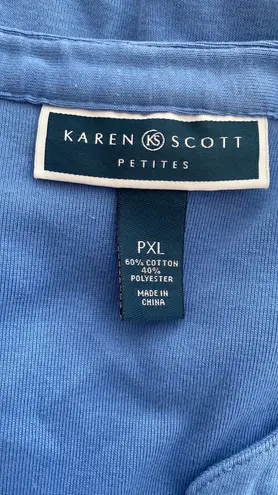 KAREN KS SCOTT
PETITES
PXL
60% COTTON
40%
POLYESTER
MADE IN
CHINA